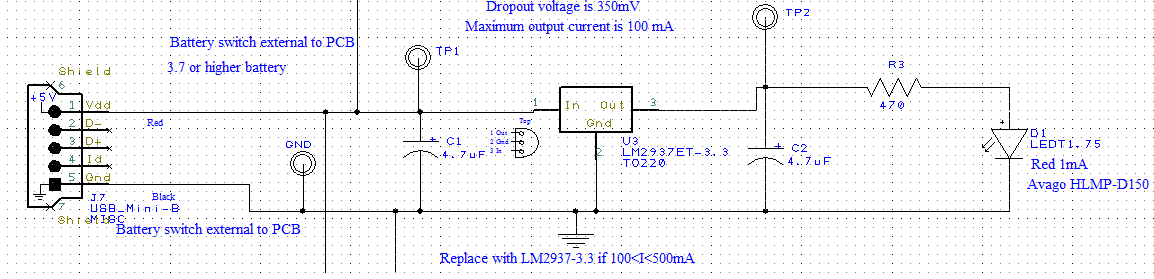 Dropout voltage is 350mV
Maximum output current is 100 mA
TP2
Battery switch external to PCB
TP1
3.7 or higher battery
Shield
6
R3
+5V
1 Vdd
1
In Out
3
470
2 D-
Red
Top
Gnd
+
3 D+
GND
C1
+
1 Out
2 Gnd
3 In
2
U3
C2
+
D1
4 Id
4.7uF
LM2937ET-3.3
4.7uF
LEDT1.75
TO220
Red 1mA
5 Gnd
Avago HLMP-D150
J7
Black
USB_Mini-B
7
Shield
MISC
Battery switch external to PCB
Replace with LM2937-3.3 if 100<I<500mA